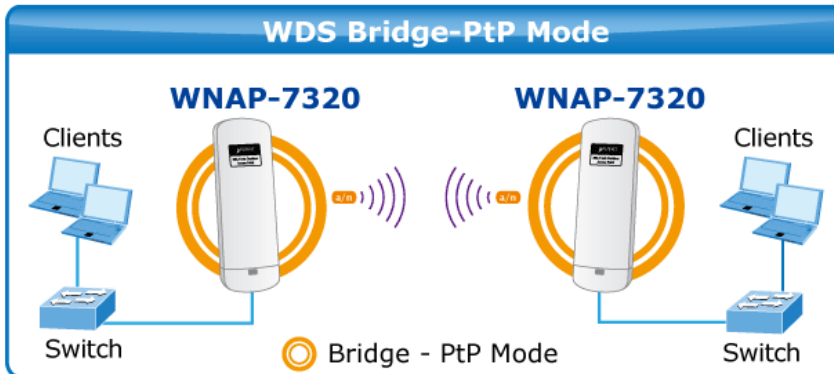 WDS Bridge-PtP Mode
WNAP-7320
WNAP-7320
Clients
Clients
a/n
a/n
Switch
Bridge - PtP Mode
Switch